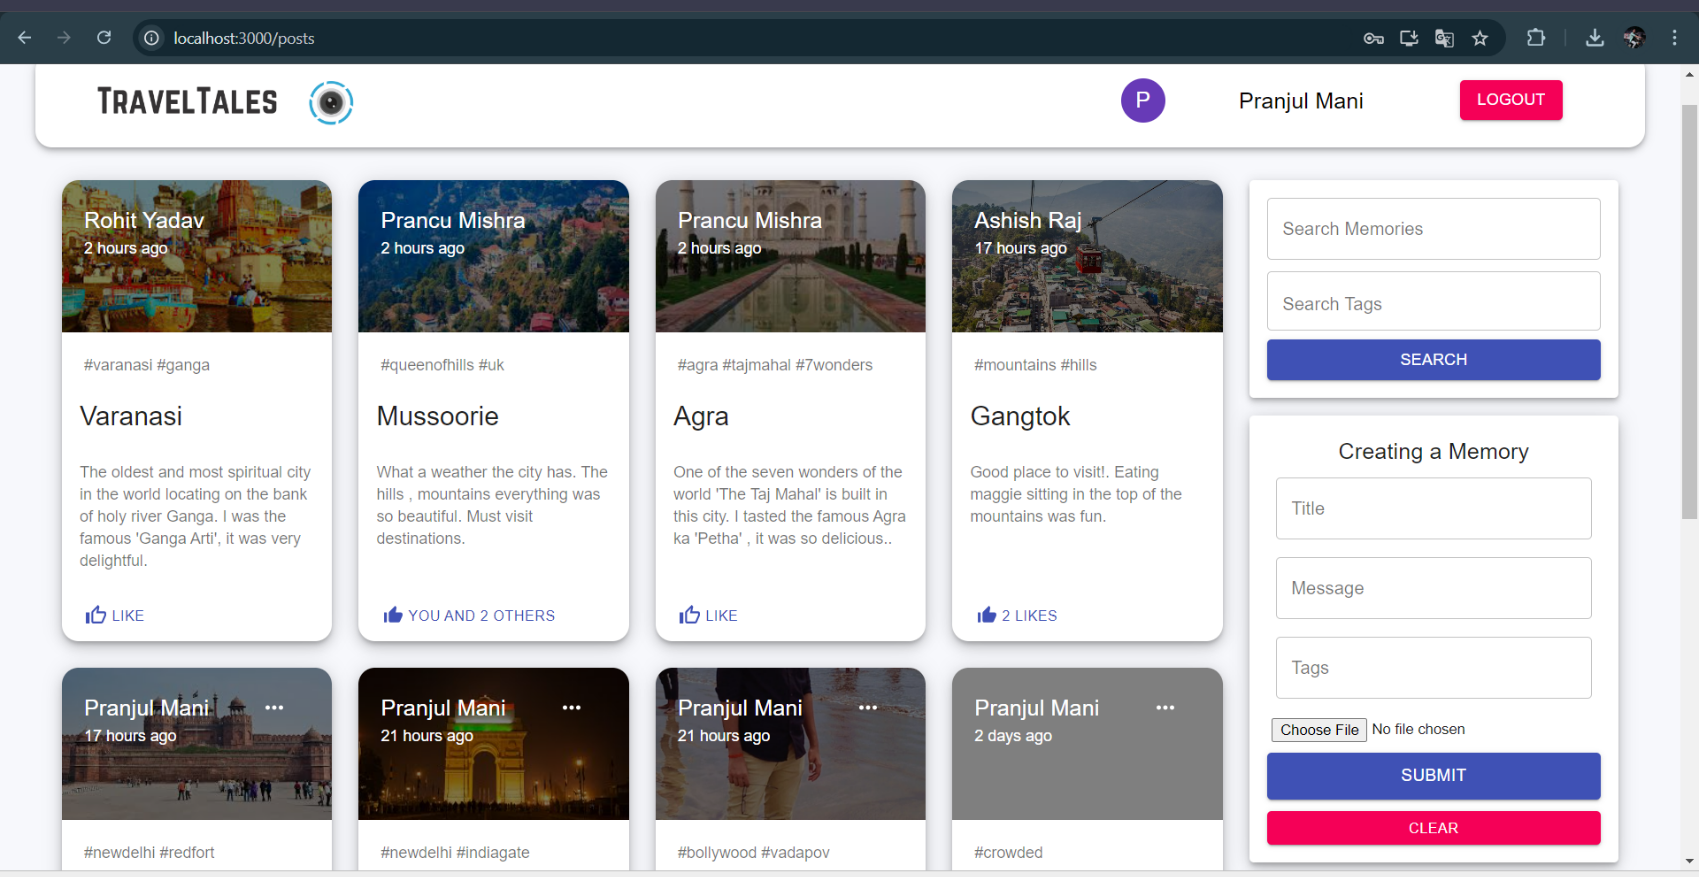 localhost:3000/posts
TRAVELTALES
P
Pranjul Mani
LOGOUT
Rohit Yadav
2 hours ago
#varanasi #ganga
Varanasi
The oldest and most spiritual city
in the world locating on the bank
of holy river Ganga. I was the
famous 'Ganga Arti', it was very
delightful.
LIKE
Prancu Mishra
2 hours ago
#queenofhills #uk
Mussoorie
What a weather the city has. The
hills , mountains everything was
so beautiful. Must visit
destinations.
YOU AND 2 OTHERS
Prancu Mishra
2 hours ago
#agra #tajmahal #7wonders
Agra
One of the seven wonders of the
world 'The Taj Mahal' is built in
this city. I tasted the famous Agra
ka 'Petha' , it was so delicious..
LIKE
Ashish Raj
17 hours ago
#mountains #hills
Gangtok
Good place to visit!. Eating
maggie sitting in the top of the
mountains was fun.
2 LIKES
Pranjul Mani
17 hours ago
#newdelhi #redfort
Pranjul Mani
21 hours ago
#newdelhi #indiagate
Pranjul Mani
21 hours ago
#bollywood #vadapov
Pranjul Mani
2 days ago
#crowded
Search Memories
Search Tags
SEARCH
Creating a Memory
Title
Message
Tags
Choose File No file chosen
SUBMIT
CLEAR